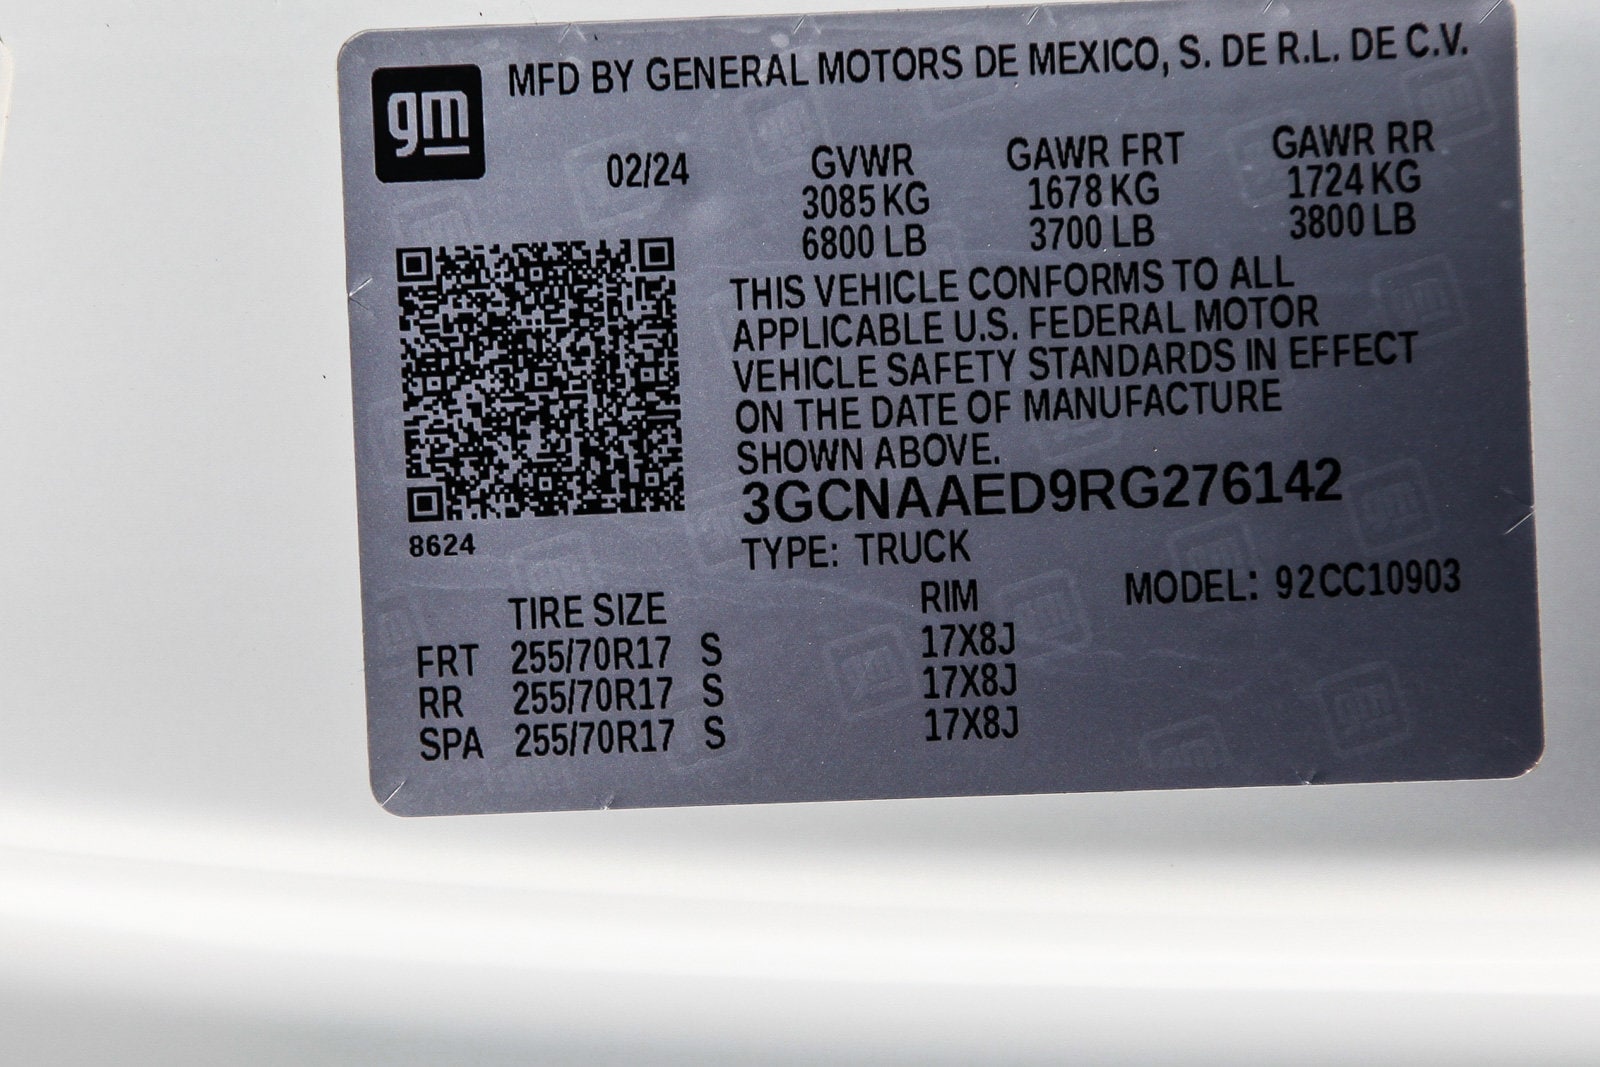 gm
MFD BY GENERAL MOTORS DE MEXICO, S. DE R.L. DE C.V.
02/24 GVWR GAWR FRT GAWR RR
3085 KG 1678 KG 1724 KG
6800 LB 3700 LB 3800 LB
THIS VEHICLE CONFORMS TO ALL
APPLICABLE U.S. FEDERAL MOTOR
VEHICLE SAFETY STANDARDS IN EFFECT
ON THE DATE OF MANUFACTURE
SHOWN ABOVE.
3GCNAAED9RG276142
8624
TYPE: TRUCK
MODEL: 92CC10903
TIRE SIZE RIM
FRT 255/70R17 S 17X8J
RR 255/70R17 S 17X8J
SPA 255/70R17 S 17X8J